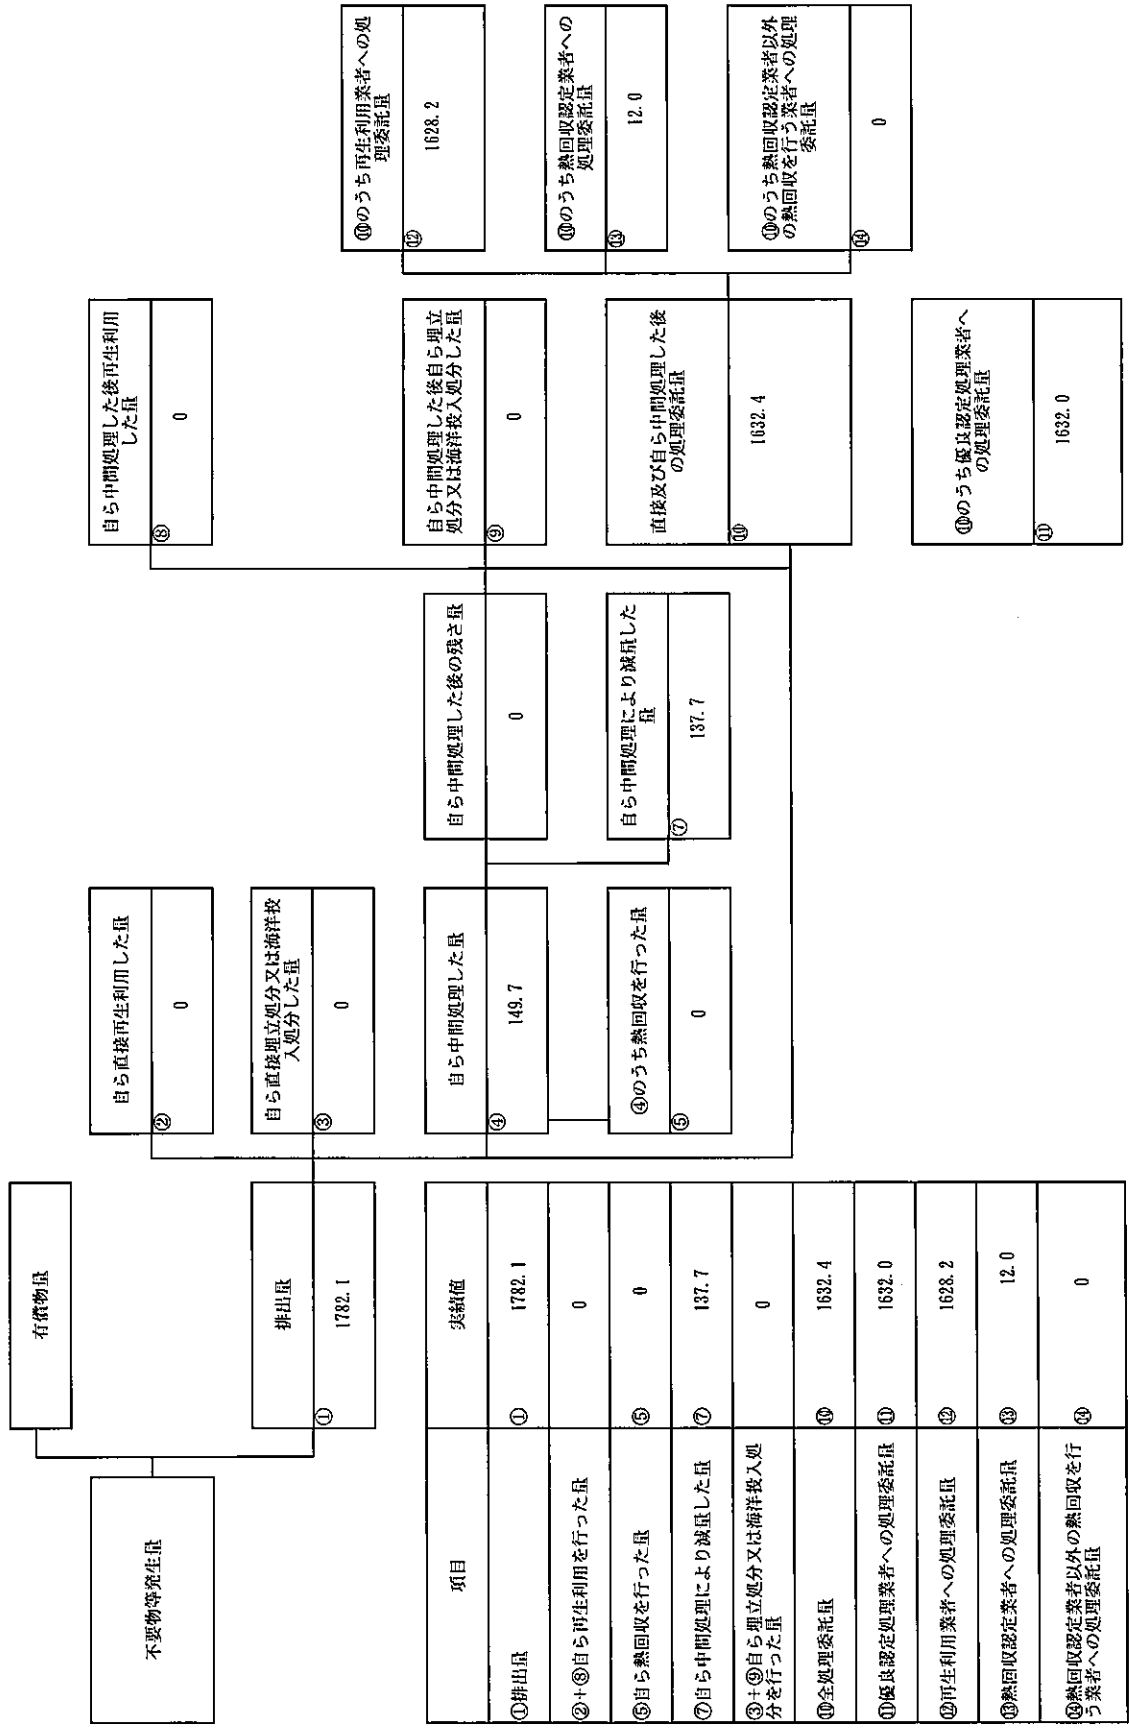 不要物等発生量
有償物量
排出量
①
1782.1
自ら直接再生利用した量
②
0
自ら直接埋立処分又は海洋投
入処分した量
③
0
自ら中間処理した量
④
149.7
④のうち熱回収を行った量
⑤
0
自ら中間処理した後の残さ量
0
自ら中間処理により減量した
量
⑦
137.7
自ら中間処理した後再生利用
した量
⑧
0
自ら中間処理した後自ら埋立
処分又は海洋投入処分した量
⑨
0
直接及び自ら中間処理した後
の処理委託量
⑩
1632.4
⑩のうち優良認定処理業者へ
の処理委託量
⑪
1632.0
⑩のうち再生利用業者への処
理委託量
⑫
1628.2
⑩のうち熱回収認定業者への
処理委託量
⑬
12.0
⑩のうち熱回収認定業者以外
の熱回収を行う業者への処理
委託量
⑭
0
項目
実績値
①排出量
① 1782.1
②+⑧自ら再生利用を行った量
0
⑤自ら熱回収を行った量
⑤ 0
⑦自ら中間処理により減量した量
⑦ 137.7
③+⑨自ら埋立処分又は海洋投入処
分を行った量
0
⑩全処理委託量
⑩ 1632.4
⑪優良認定処理業者への処理委託量
⑪ 1632.0
⑫再生利用業者への処理委託量
⑫ 1628.2
⑬熱回収認定業者への処理委託量
⑬ 12.0
⑭熱回収認定業者以外の熱回収を行
う業者への処理委託量
⑭ 0